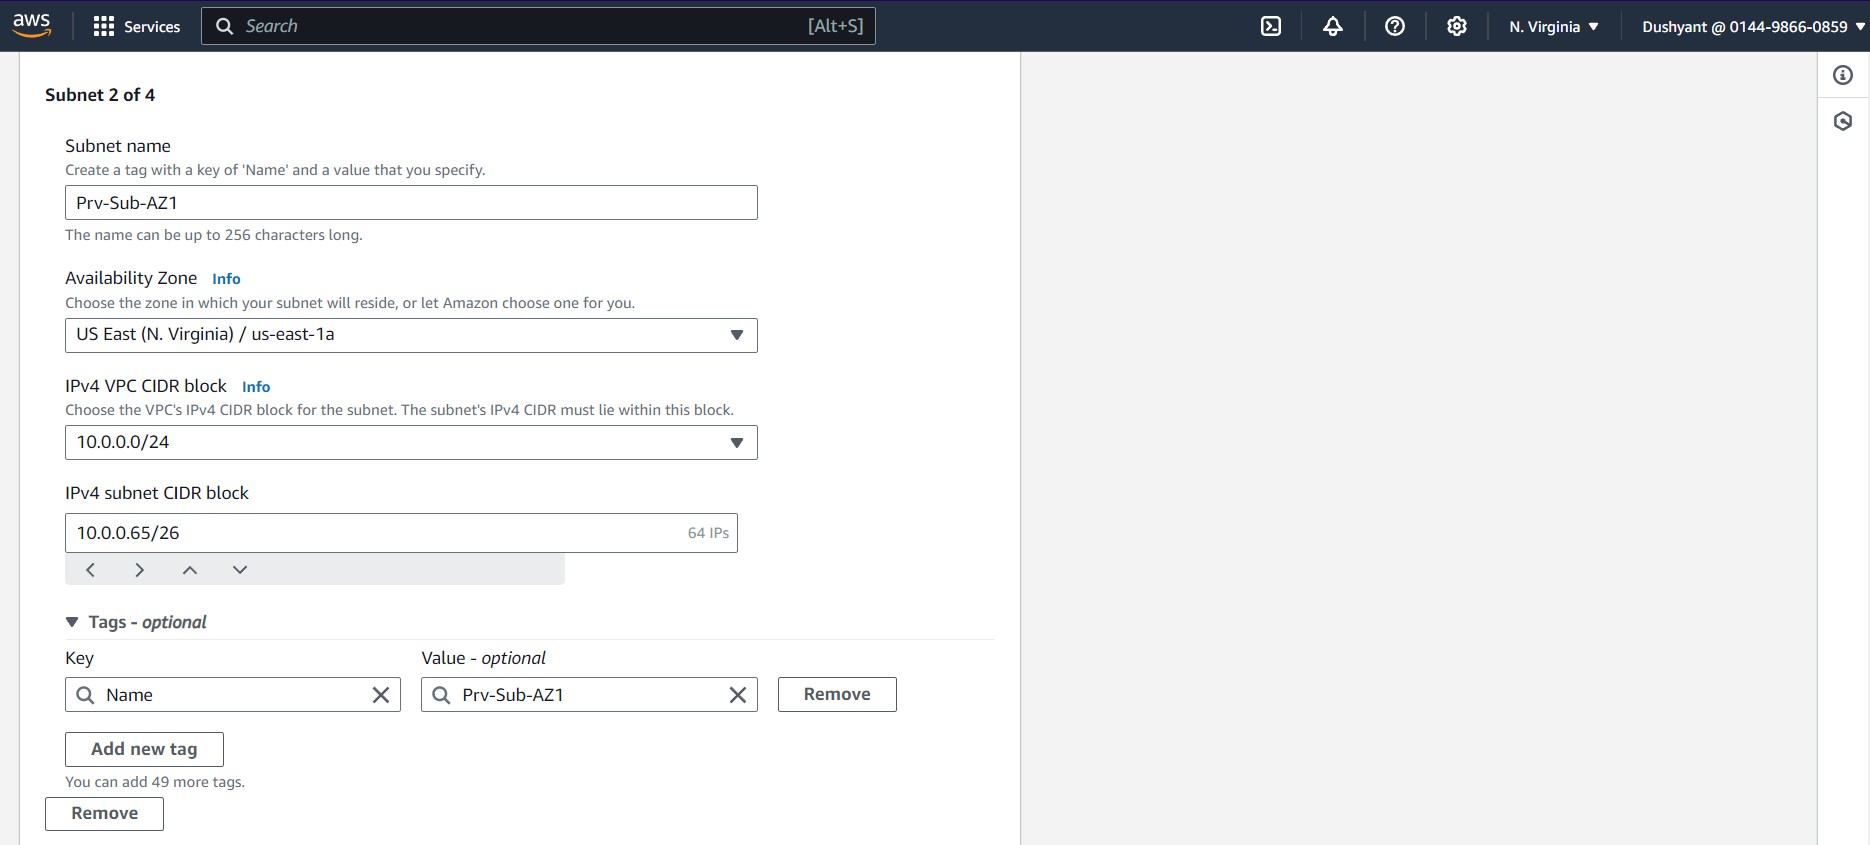 aws Services Search [Alt+S] N. Virginia Dushyant @ 0144-9866-0859
Subnet 2 of 4
Subnet name
Create a tag with a key of 'Name' and a value that you specify.
Prv-Sub-AZ1
The name can be up to 256 characters long.
Availability Zone Info
Choose the zone in which your subnet will reside, or let Amazon choose one for you.
US East (N. Virginia) / us-east-1a
IPv4 VPC CIDR block Info
Choose the VPC's IPv4 CIDR block for the subnet. The subnet's IPv4 CIDR must lie within this block.
10.0.0.0/24
IPv4 subnet CIDR block
10.0.0.65/26 64 IPs
Tags - optional
Key Value - optional
Name Prv-Sub-AZ1 Remove
Add new tag
You can add 49 more tags.
Remove